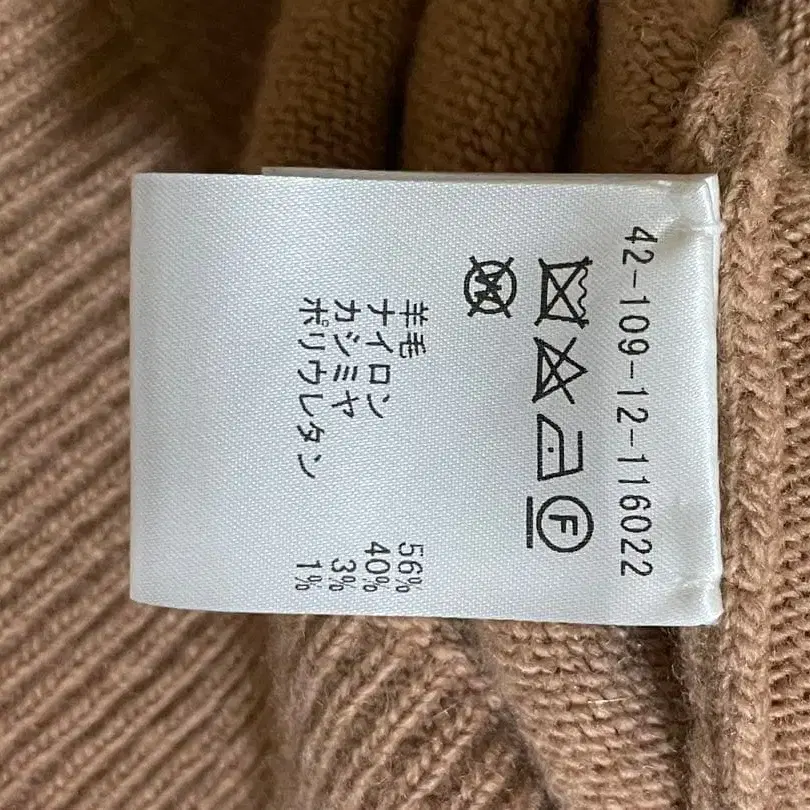 42-109-12-116022
F
W
羊毛 56%
ナイロン 40%
カシミヤ 3%
ポリウレタン 1%